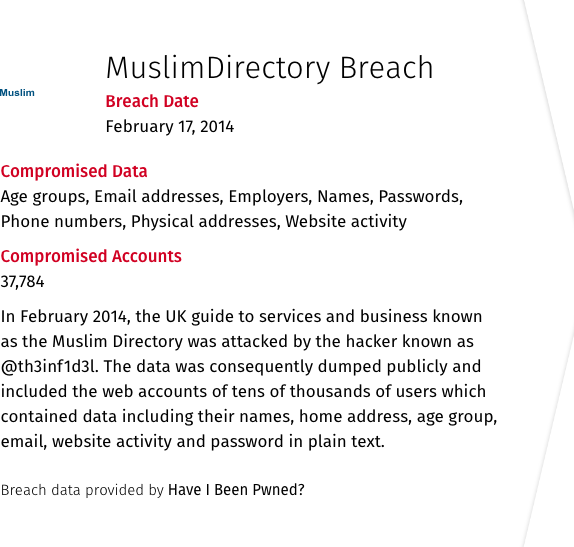 MuslimDirectory Breach
Muslim
Breach Date
February 17, 2014
Compromised Data
Age groups, Email addresses, Employers, Names, Passwords,
Phone numbers, Physical addresses, Website activity
Compromised Accounts
37,784
In February 2014, the UK guide to services and business known
as the Muslim Directory was attacked by the hacker known as
@th3inf1d3l. The data was consequently dumped publicly and
included the web accounts of tens of thousands of users which
contained data including their names, home address, age group,
email, website activity and password in plain text.
Breach data provided by Have I Been Pwned?